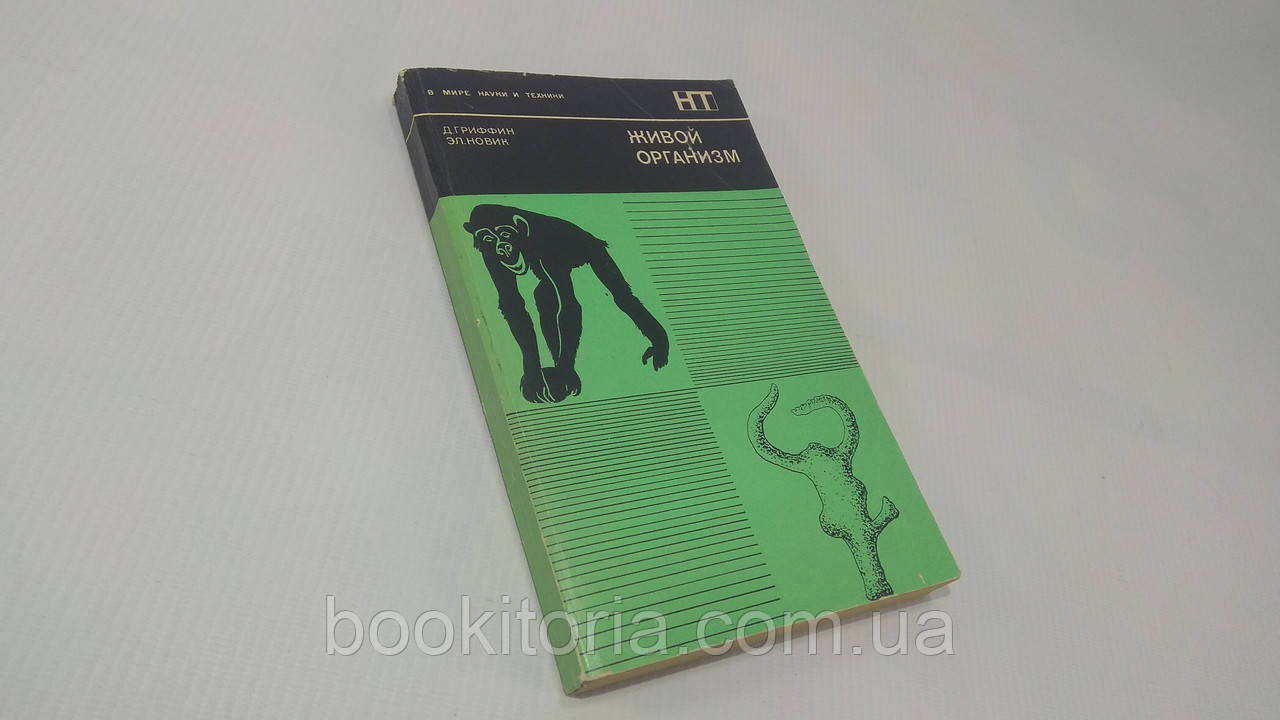 В МИРЕ НАУКИ И ТЕХНИКИ
НТ
Д.ГРИФФИН
ЭЛ.НОВИК
ЖИВОЙ
ОРГАНИЗМ
bookitoria.com.ua